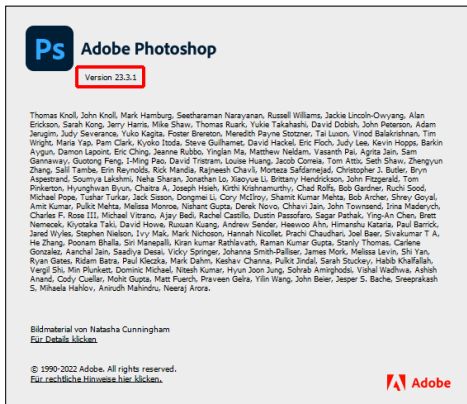 Ps Adobe Photoshop
Version 23.3.1
Thomas Knoll, John Knoll, Mark Hamburg, Seetharaman Narayanan, Russell Williams, Jackie Lincoln-Owyang, Alan
Erickson, Sarah Kong, Jerry Harris, Mike Shaw, Thomas Ruark, Yukie Takahashi, David Dobish, John Peterson, Adam
Jerugim, Judy Severance, Yuko Kagita, Foster Brereton, Meredith Payne Stotzner, Tai Luxon, Vinod Balakrishnan, Tim
Wright, Maria Yap, Pam Clark, Kyoko Itoda, Steve Guilhamet, David Hackel, Eric Floch, Judy Lee, Kevin Hopps, Barkin
Aygun, Damon Lapoint, Eric Ching, Jeanne Rubbo, Yinglan Ma, Matthew Neldam, Vasanth Pai, Agrita Jain, Sam
Gannaway, Guotong Feng, I-Ming Pao, David Tristram, Louise Huang, Jacob Correia, Tom Attix, Seth Shaw, Zhengyun
Zhang, Salil Tambe, Erin Reynolds, Rick Mandia, Rajneesh Chavli, Morteza Safdarnejad, Christopher J. Butler, Bryn
Aspestrand, Soumya Lakshmi, Neha Sharan, Jonathan Lo, Xiaoyue Li, Brittany Hendrickson, John Fitzgerald, Tom
Pinkerton, Hyunghwan Byun, Chaitra A, Joseph Hsieh, Kirthi Krishnamurthy, Chad Rolfs, Bob Gardner, Ruchi Sood,
Michael Pope, Tushar Turkar, Jack Sisson, Dongmei Li, Cory McIlroy, Shamit Kumar Mehta, Bob Archer, Shrey Goyal,
Amit Kumar, Pulkit Mehta, Melissa Monroe, Nishant Gupta, Derek Novo, Chhavi Jain, John Townsend, Irina Maderych,
Charles F. Rose III, Michael Vitrano, Ajay Bedi, Rachel Castillo, Dustin Passofaro, Sagar Pathak, Ying-An Chen, Brett
Nemecek, Kiyotaka Taki, David Howe, Ruxuan Kuang, Andrew Sender, Heewoo Ahn, Himanshu Kataria, Paul Barrick,
Jared Wyles, Stephen Nielson, Ivy Mak, Mark Nichoson, Hannah Nicollet, Prachi Chaudhari, Joel Baer, Sivakumar T A,
He Zhang, Poonam Bhalla, Siri Manepalli, Kiran kumar Rathlavath, Raman Kumar Gupta, Stanly Thomas, Carlene
Gonzalez, Aanchal Jain, Saadiya Desai, Vicky Springer, Johanna Smith-Palliser, James Mork, Melissa Levin, Shi Yan,
Ryan Gates, Ridam Batra, Paul Kleczka, Mark Dahm, Keshav Channa, Pulkit Jindal, Sarah Stuckey, Habib Khalfallah,
Vergil Shi, Min Plunkett, Dominic Michael, Nitesh Kumar, Hyun Joon Jung, Sohrab Amirghodsi, Vishal Wadhwa, Ashish
Anand, Cody Cuellar, Mohit Gupta, Matt Fuerch, Praveen Gelra, Yilin Wang, John Beier, Jesper S. Bache, Sreeprakash
S, Mihaela Hahlov, Anirudh Mahindru, Neeraj Arora.
Bildmaterial von Natasha Cunningham
Für Details klicken
© 1990-2022 Adobe. All rights reserved.
Für rechtliche Hinweise hier klicken.
Adobe